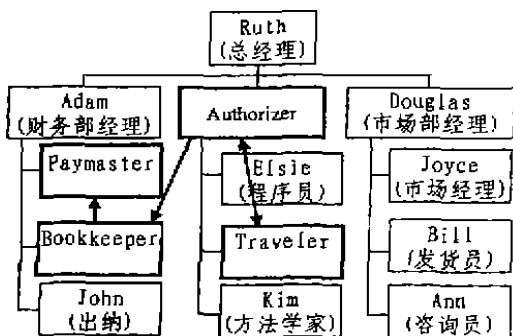 Ruth
(总经理)
Adam
(财务部经理)
Authorizer
Douglas
(市场部经理)
Paymaster
Elsie
(程序员)
Joyce
(市场经理)
Bookkeeper
Traveler
Bill
(发货员)
John
(出纳)
Kim
(方法学家)
Ann
(咨询员)